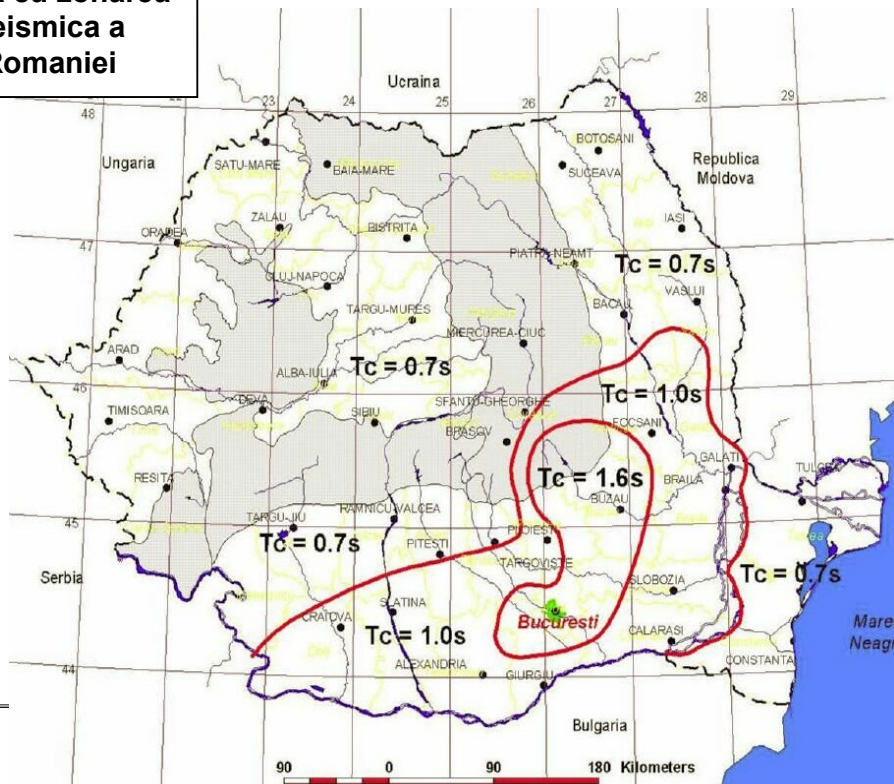 cu zonarea
seismica a
Romaniei
Ucraina
23 24 25 26 27 28 29
48
Ungaria
Republica
Moldova
BOTOSANI
SATU-MARE
BAIA-MARE
SUCEAVA
ZALAU
BISTRITA
IASI
ORADEA
47
PIATRA-NEAMT
Tc = 0.7s
CLUJ-NAPOCA
VASLUI
TARGU-MURES
BACAU
MIERCUREA-CIUC
ARAD
ALBA-IULIA
Tc = 0.7s
46
DEVA
SFANTU-GHEORGHE
Tc = 1.0s
TIMISOARA
SIBIU
FOCSANI
BRASOV
GALATI
RESITA
Tc = 1.6s
BRAILA
TULCEA
BUZAU
RAMNICU-VALCEA
45
TARGU-JIU
Tc = 0.7s
PITESTI
PLOIESTI
TARGOVISTE
Serbia
SLOBOZIA
Tc = 0.7s
SLATINA
CRAIOVA
Bucuresti
Marea
Neagra
Tc = 1.0s
CALARASI
ALEXANDRIA
CONSTANTA
44
GIURGIU
Bulgaria
90 0 90 180 Kilometers